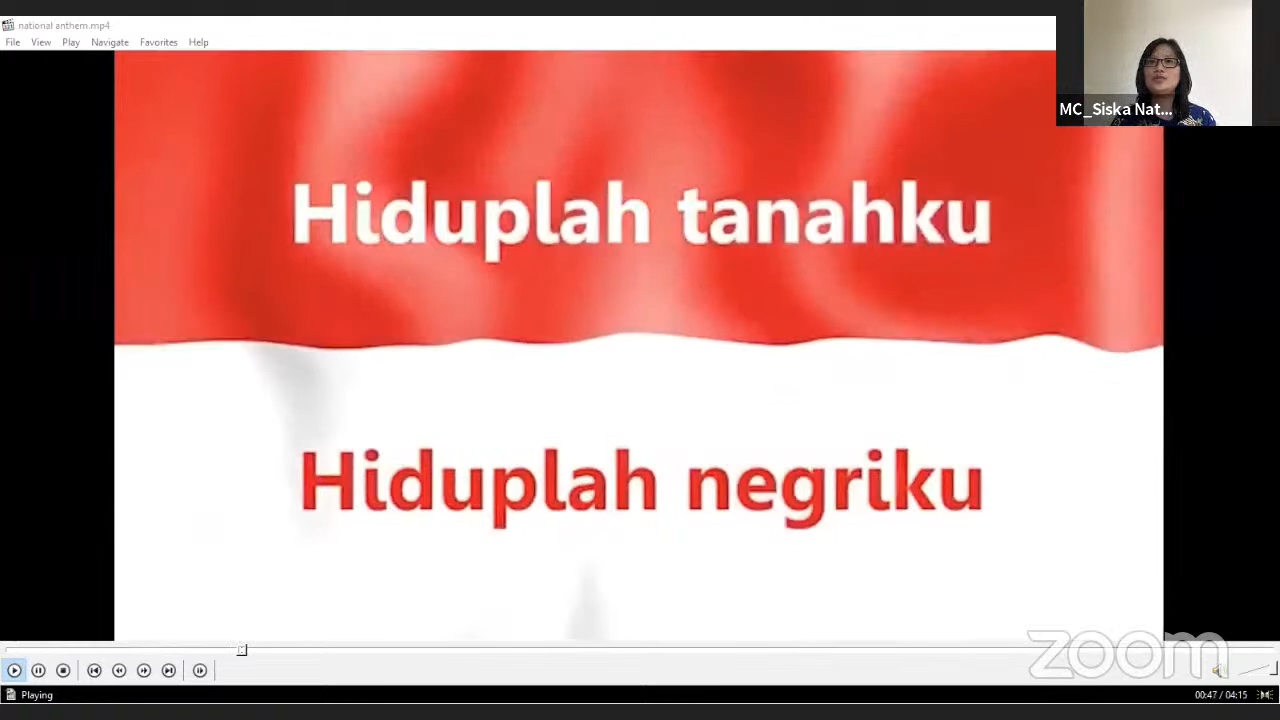 national anthem.mp4
File View Play Navigate Favorites Help
MC_Siska Nat...
Hiduplah tanahku
Hiduplah negriku
zoom
Playing
00:47 / 04:15